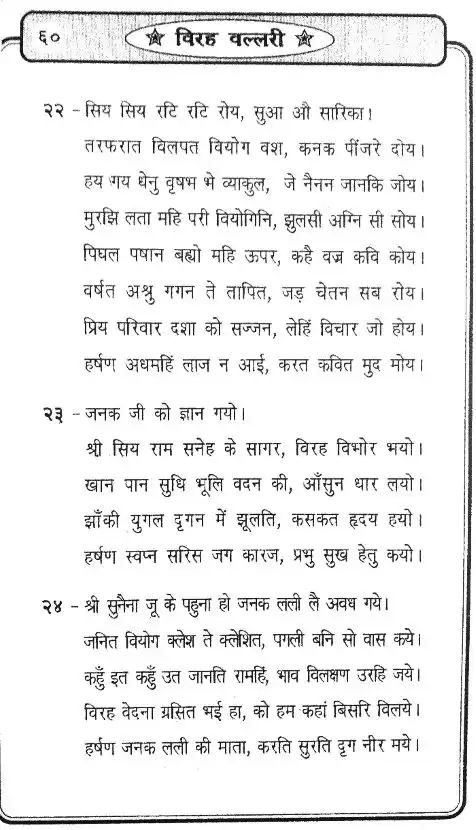 ६०
★ विरह वल्लरी ★
२२ - सिय सिय रटि रटि रोय, सुआ औ सारिका।
तरफरात विलपत वियोग वश, कनक पींजरे दोय।
हय गय धेनु वृषभ भे व्याकुल, जे नैनन जानकि जोय।
मुरझि लता महि परी वियोगिनि, झुलसी अग्नि सी सोय।
पिघल पषान बह्यो महि ऊपर, कहै वज्र कवि कोय।
वर्षत अश्रु गगन ते तापित, जड़ चेतन सब रोय।
प्रिय परिवार दशा को सज्जन, लेहिं विचार जो होय।
हर्षण अधमहिं लाज न आई, करत कवित मुद मोय।
२३ - जनक जी को ज्ञान गयो।
श्री सिय राम सनेह के सागर, विरह विभोर भयो।
खान पान सुधि भूलि वदन की, आँसुन धार लयो।
झाँकी युगल दृगन में झूलति, कसकत हृदय हयो।
हर्षण स्वप्न सरिस जग कारज, प्रभु सुख हेतु कयो।
२४ - श्री सुनैना जू के पहुना हो जनक लली लै अवध गये।
जनित वियोग क्लेश ते क्लेशित, पगली बनि सो वास कये।
कहुँ इत कहुँ उत जानति रामहिं, भाव विलक्षण उरहि जये।
विरह वेदना ग्रसित भई हा, को हम कहां बिसरि विलये।
हर्षण जनक लली की माता, करति सुरति दृग नीर मये।